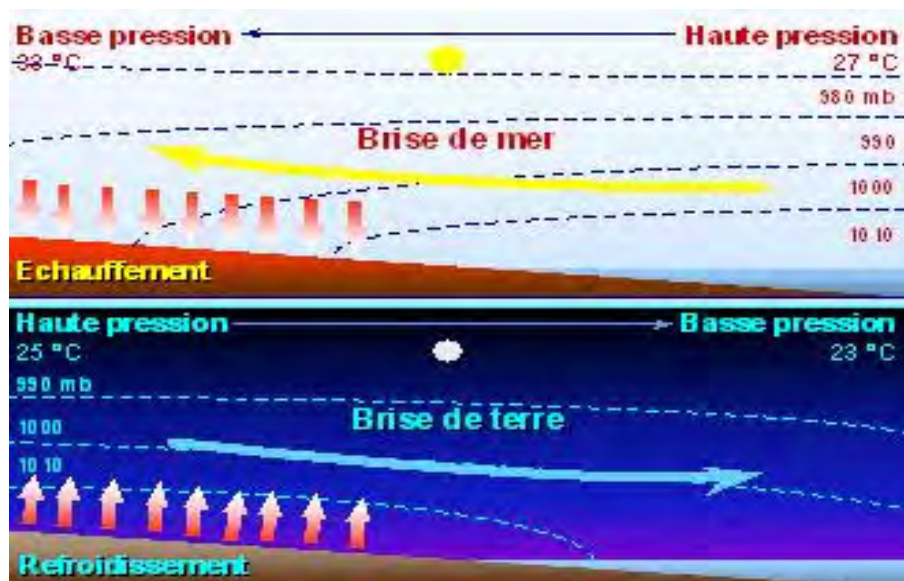 Basse pression Haute pression
33 °C 27 °C
980 mb
Brise de mer 990
1000
1010
Echauffement
Haute pression Basse pression
25 °C 23 °C
990 mb
Brise de terre
1000
1010
Refroidissement